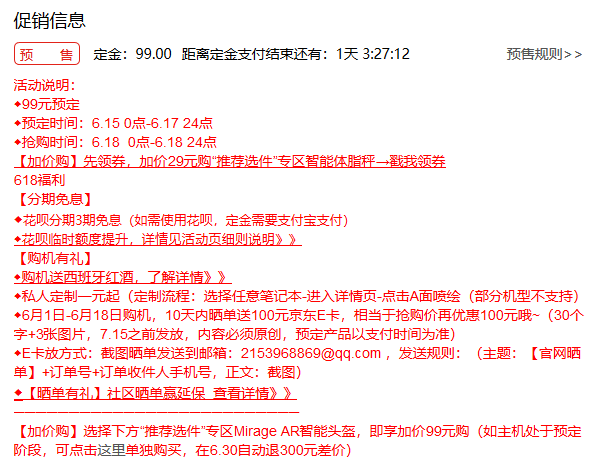 促销信息
预 售 定金：99.00 距离定金支付结束还有：1天 3:27:12 预售规则>>
活动说明：
◆99元预定
◆预定时间：6.15 0点-6.17 24点
◆抢购时间：6.18 0点-6.18 24点
【加价购】先领券，加价29元购“推荐选件”专区智能体脂秤→戳我领券
618福利
【分期免息】
◆花呗分期3期免息（如需使用花呗，定金需要支付宝支付）
◆花呗临时额度提升，详情见活动页细则说明》》
【购机有礼】
◆购机送西班牙红酒，了解详情》》
◆私人定制一元起（定制流程：选择任意笔记本-进入详情页-点击A面喷绘（部分机型不支持）
◆6月1日-6月18日购机，10天内晒单送100元京东E卡，相当于抢购价再优惠100元哦~（30个
字+3张图片，7.15之前发放，内容必须原创，预定产品以支付时间为准）
◆E卡放方式：截图晒单发送到邮箱：2153968869@qq.com ，发送规则：（主题：【官网晒
单】+订单号+订单收件人手机号，正文：截图）
◆【晒单有礼】社区晒单赢延保 查看详情》》
【加价购】选择下方“推荐选件”专区Mirage AR智能头盔，即享加价99元购（如主机处于预定
阶段，可点击这里单独购买，在6.30自动退300元差价）